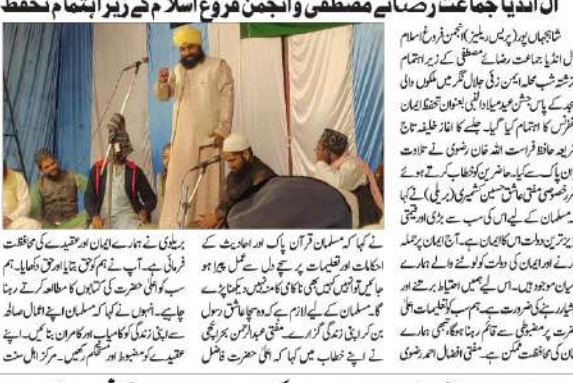 آل انڈیا جماعت رضائے مصطفی وانجمن فروغ اسلام کے زیر اہتمام تحفظ
شاہجہاں پور (پریس ریلیز) انجمن فروغ اسلام
آل انڈیا جماعت رضائے مصطفی کے زیر اہتمام
گزشتہ شب محلہ ایمن زئی جلال نگر میں ملکوں والی
مسجد کے پاس جشن عید میلادالنبی بعنوان تحفظ ایمان
کانفرنس کا اہتمام کیا گیا۔ جلسے کا آغاز خلیفہ تاج
الشریعہ حافظ فراست اللہ خان رضوی نے تلاوت
قرآن پاک سے کیا۔ حاضرین کو خطاب کرتے ہوئے
مقرر خصوصی مفتی عاشق حسین کشمیری (بریلی) نے کہا
کہ مسلمان کے لیے اس کی سب سے بڑی اور قیمتی
عزیز ترین دولت اس کا ایمان ہے۔ آج ایمان پر حملہ
کرنے اور ایمان کی دولت کو لوٹنے والے ہمارے
درمیان موجود ہیں۔ اس لیے ہمیں احتیاط برتنے اور
ہوشیار رہنے کی ضرورت ہے۔ ہم سب کو تعلیمات اعلیٰ
حضرت پر مضبوطی سے قائم رہنا ہوگا، تبھی ہمارے
ایمان کی محافظت ممکن ہے۔ مفتی افضال احمد رضوی
نے کہا کہ مسلمان قرآن پاک اور احادیث کے
احکامات اور تعلیمات پر سچے دل سے عمل پیرا ہو
جائیں تو انہیں کہیں بھی ناکامی کا منہ نہیں دیکھنا پڑے
گا۔ مسلمان کے لیے لازم ہے کہ وہ سچا عاشق رسول
بن کر اپنی زندگی گزارے۔ مفتی عبدالرحمن بہرائچی
نے اپنے خطاب میں کہا کہ اعلیٰ حضرت فاضل
بریلوی نے ہمارے ایمان اور عقیدے کی محافظت
فرمائی ہے۔ آپ نے ہم کو حق بتایا اور حق دکھایا۔ ہم
سب کو اعلیٰ حضرت کی کتابوں کا مطالعہ کرتے رہنا
چاہیے۔ انہوں نے کہا کہ مسلمان اپنے اعمال صالحہ
سے اپنی زندگی کو کامیاب اور کامران بنائیں۔ اپنے
عقیدے کو مضبوط اور مستحکم رکھیں۔ مرکز اہل سنت